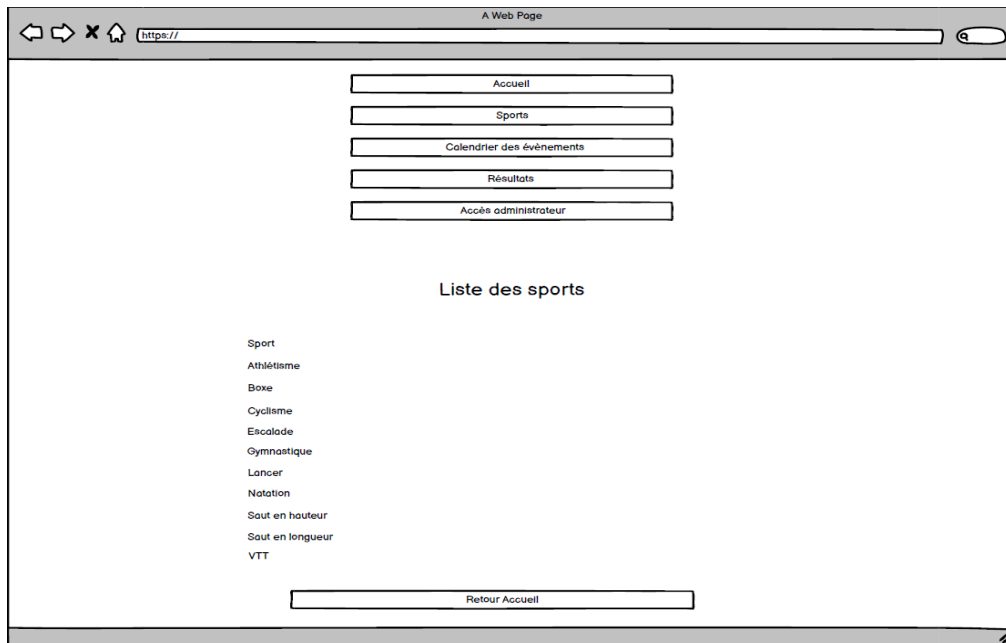 A Web Page
https://
Accueil
Sports
Calendrier des évènements
Résultats
Accès administrateur
Liste des sports
Sport
Athlétisme
Boxe
Cyclisme
Escalade
Gymnastique
Lancer
Natation
Saut en hauteur
Saut en longueur
VTT
Retour Accueil